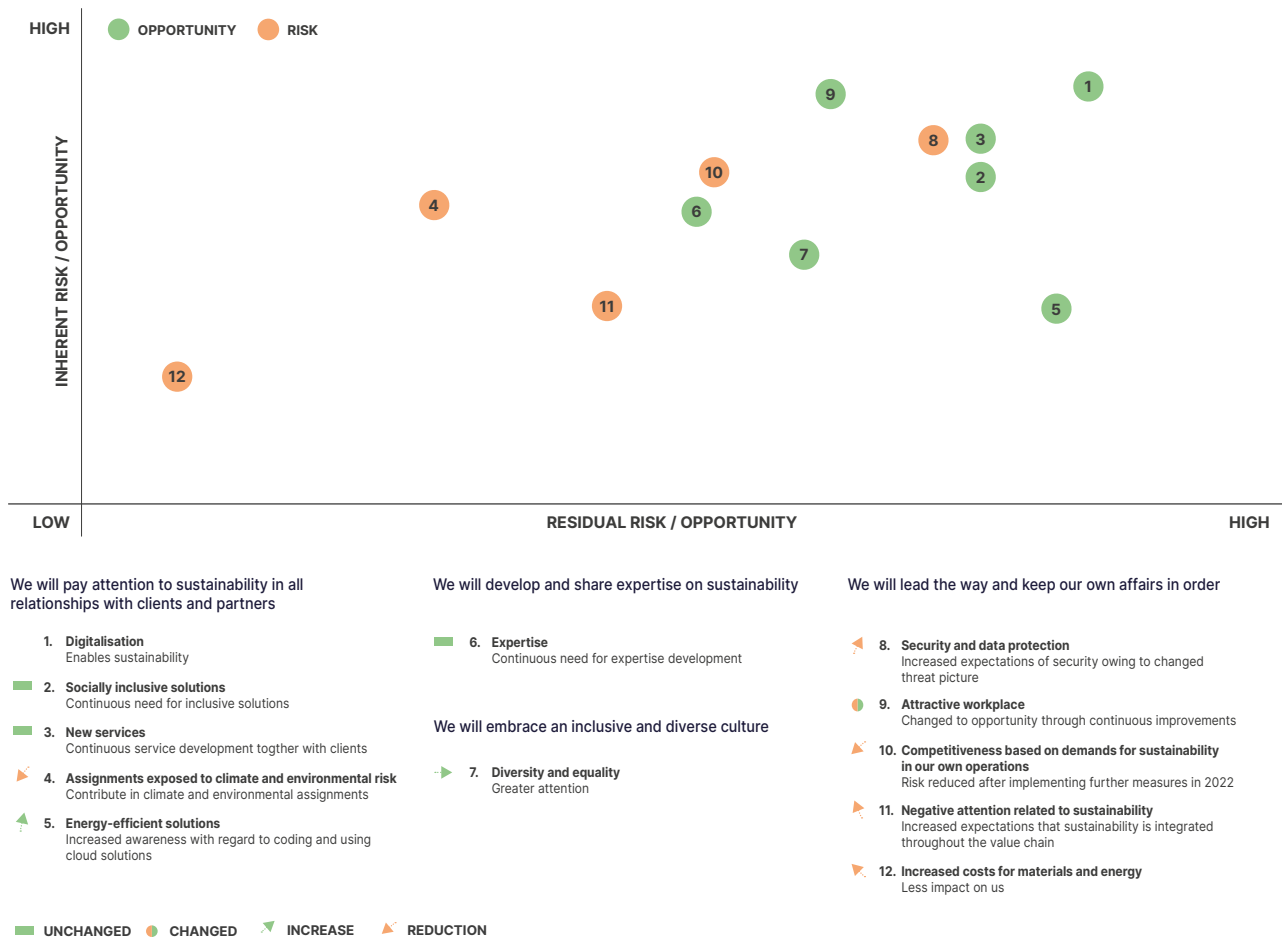 HIGH
OPPORTUNITY
RISK
INHERENT RISK / OPPORTUNITY
1
9
8
3
2
10
4
6
7
11
5
12
LOW
RESIDUAL RISK / OPPORTUNITY
HIGH
We will pay attention to sustainability in all
relationships with clients and partners
1. Digitalisation
Enables sustainability
2. Socially inclusive solutions
Continuous need for inclusive solutions
3. New services
Continuous service development togther with clients
4. Assignments exposed to climate and environmental risk
Contribute in climate and environmental assignments
5. Energy-efficient solutions
Increased awareness with regard to coding and using
cloud solutions
We will develop and share expertise on sustainability
6. Expertise
Continuous need for expertise development
We will embrace an inclusive and diverse culture
7. Diversity and equality
Greater attention
We will lead the way and keep our own affairs in order
8. Security and data protection
Increased expectations of security owing to changed
threat picture
9. Attractive workplace
Changed to opportunity through continuous improvements
10. Competitiveness based on demands for sustainability
in our own operations
Risk reduced after implementing further measures in 2022
11. Negative attention related to sustainability
Increased expectations that sustainability is integrated
throughout the value chain
12. Increased costs for materials and energy
Less impact on us
UNCHANGED
CHANGED
INCREASE
REDUCTION